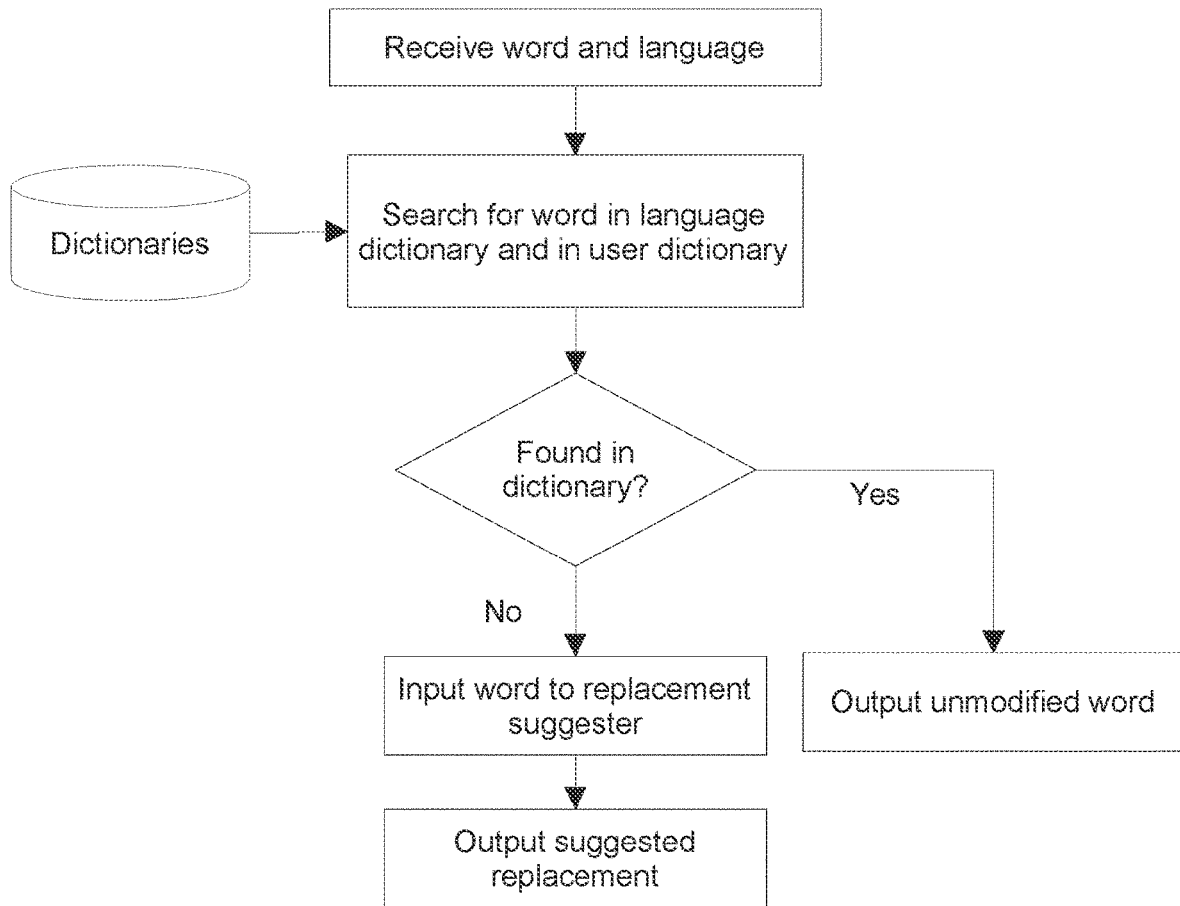 Receive word and language
Search for word in language
dictionary and in user dictionary
Dictionaries
Found in
dictionary?
Yes
No
Input word to replacement
suggester
Output unmodified word
Output suggested
replacement